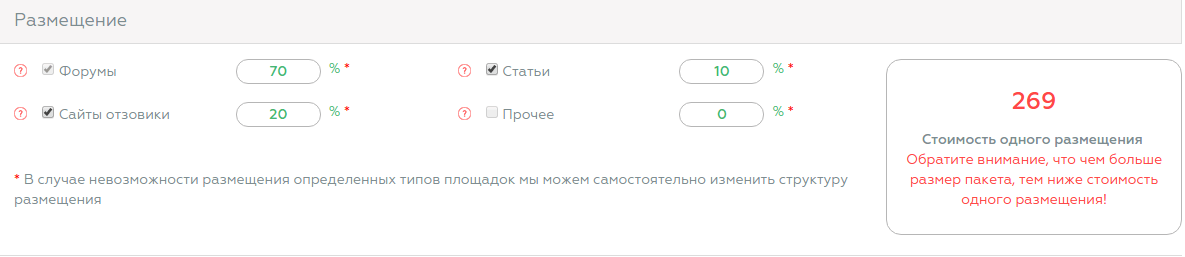 Размещение
? Форумы 70 % *
? Статьи 10 % *
? Сайты отзовики 20 % *
? Прочее 0 % *
* В случае невозможности размещения определенных типов площадок мы можем самостоятельно изменить структуру
размещения
269
Стоимость одного размещения
Обратите внимание, что чем больше
размер пакета, тем ниже стоимость
одного размещения!